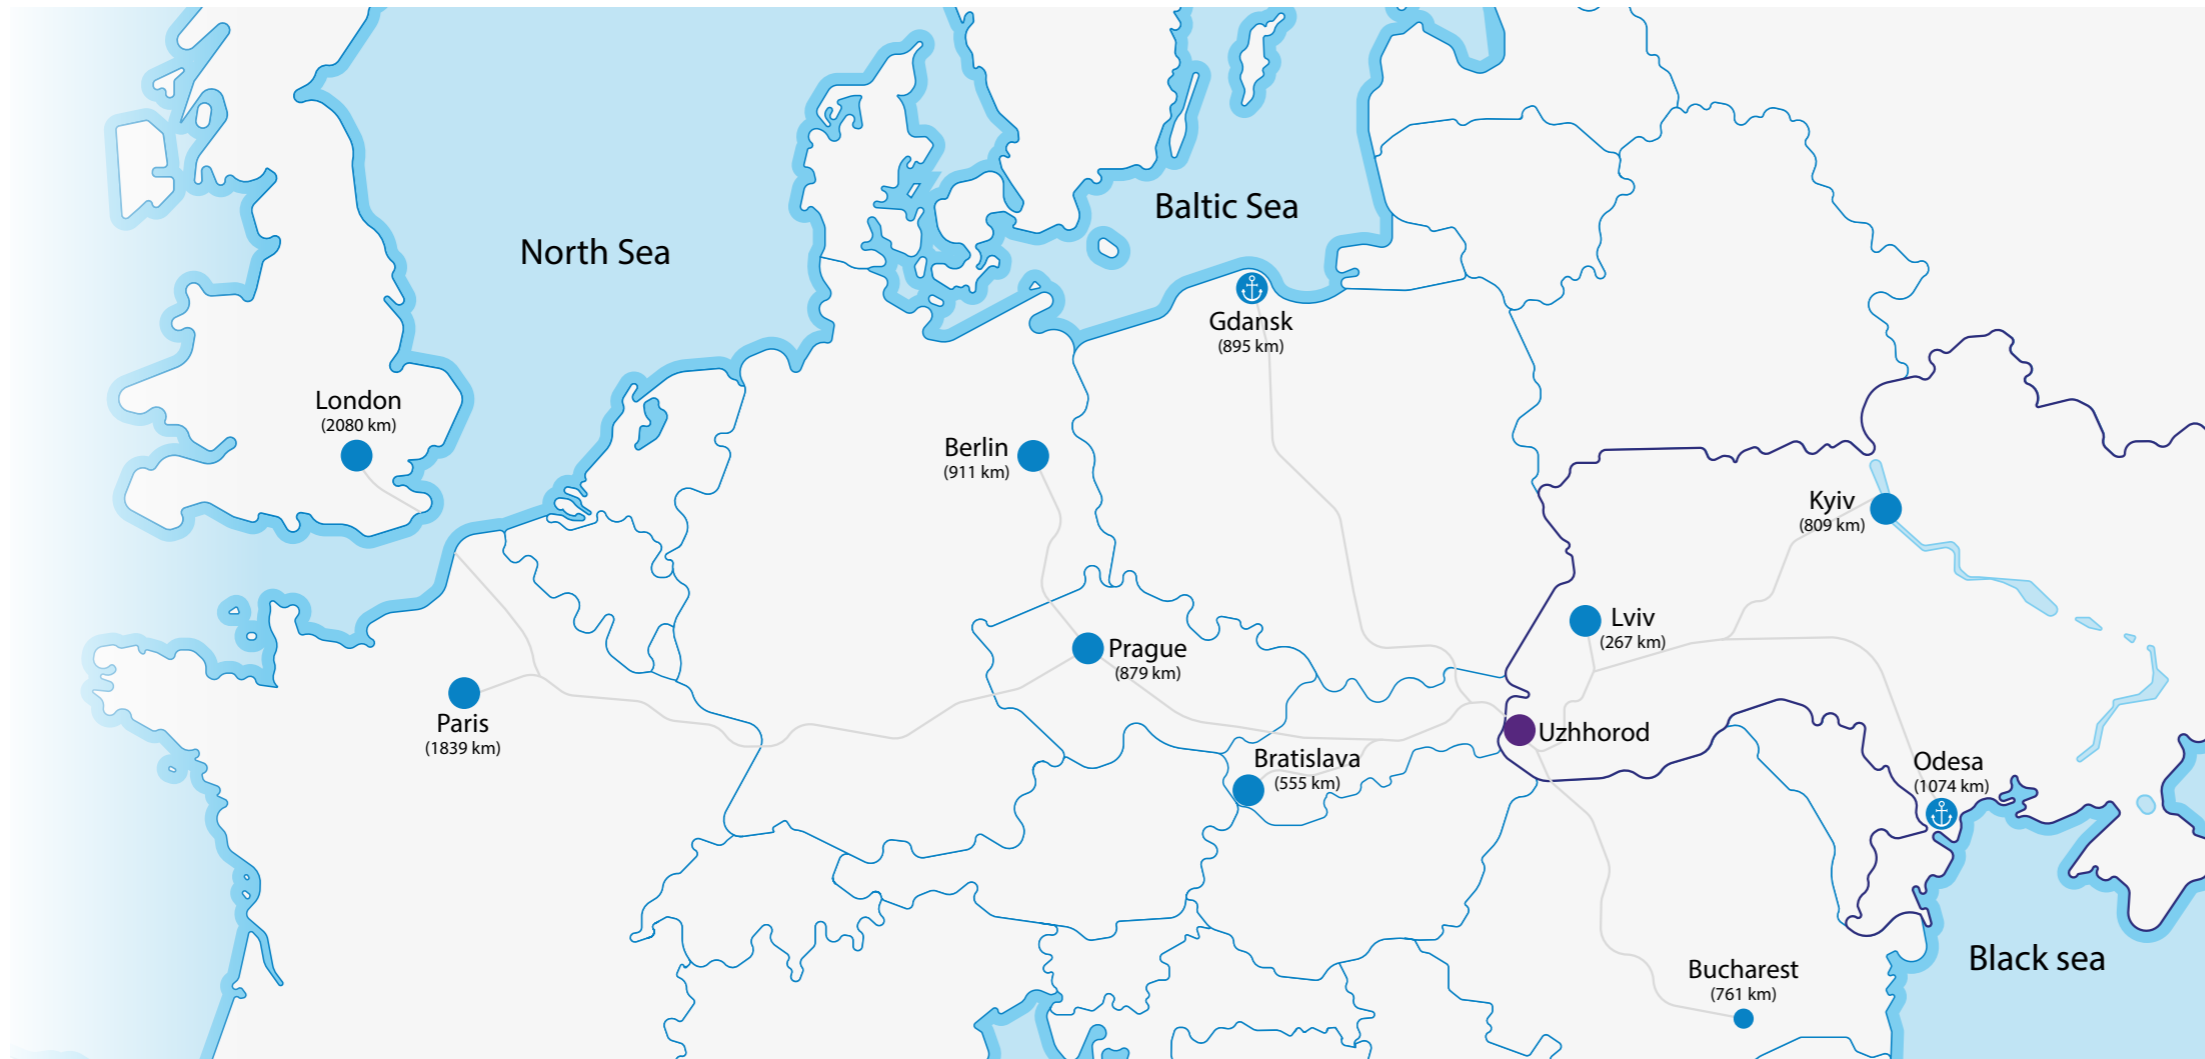 Baltic Sea
North Sea
Gdansk
(895 km)
London
(2080 km)
Berlin
(911 km)
Kyiv
(809 km)
Lviv
(267 km)
Prague
(879 km)
Paris
(1839 km)
Uzhhorod
Bratislava
(555 km)
Odesa
(1074 km)
Black sea
Bucharest
(761 km)